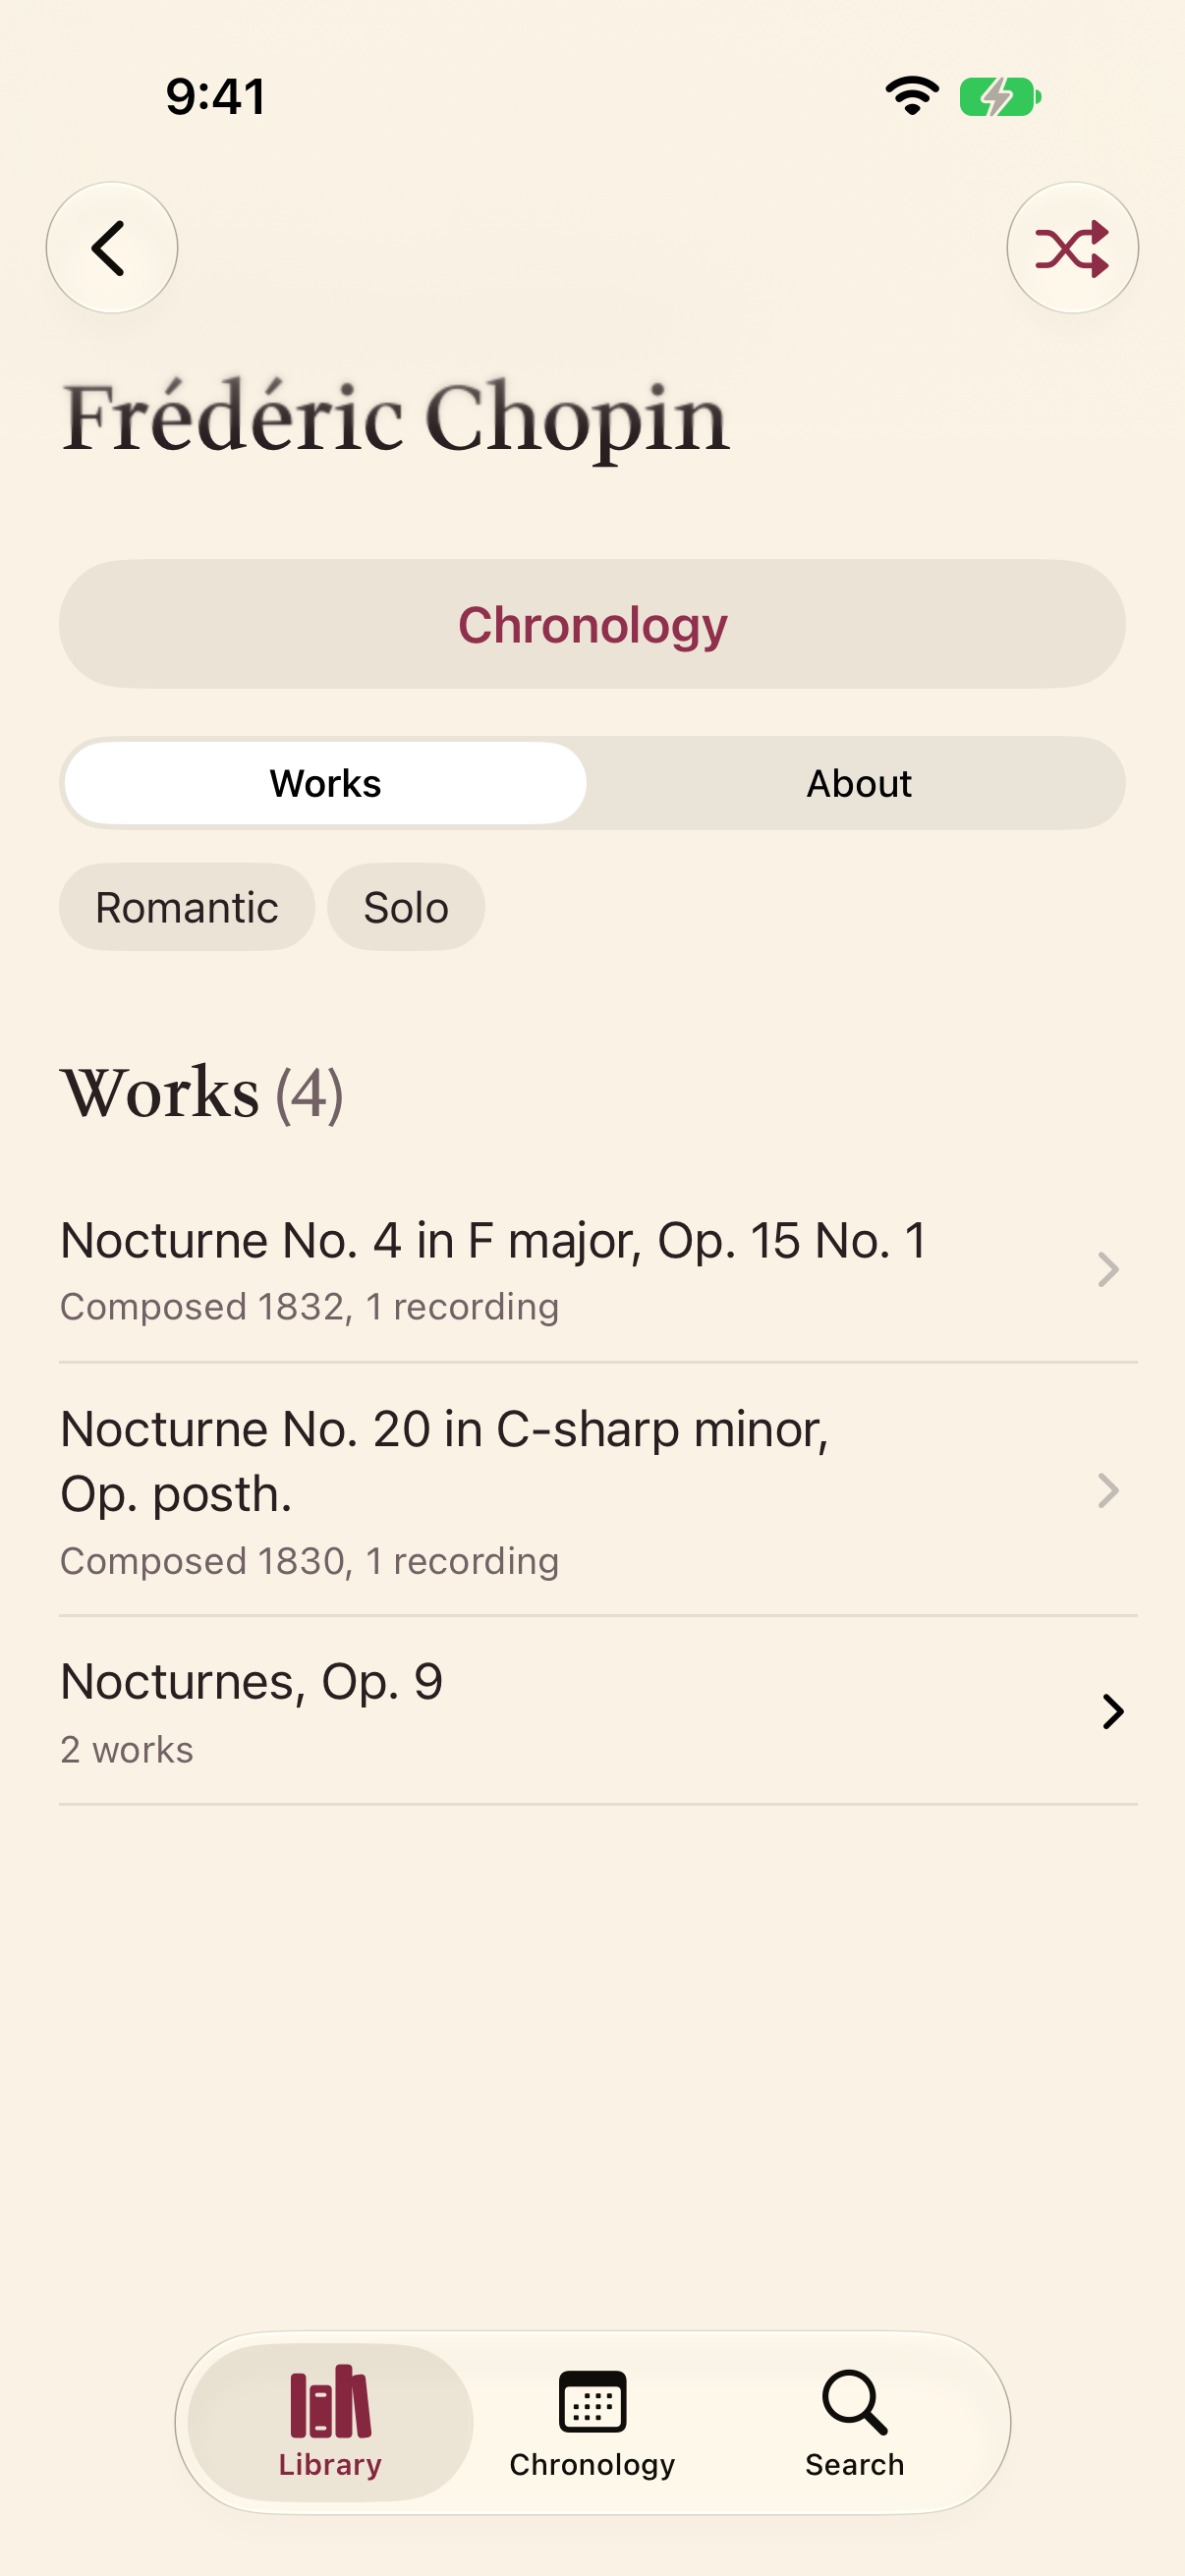 9:41
Frédéric Chopin
Chronology
Works
About
Romantic
Solo
Works (4)
Nocturne No. 4 in F major, Op. 15 No. 1
Composed 1832, 1 recording
Nocturne No. 20 in C-sharp minor,
Op. posth.
Composed 1830, 1 recording
Nocturnes, Op. 9
2 works
Library
Chronology
Search